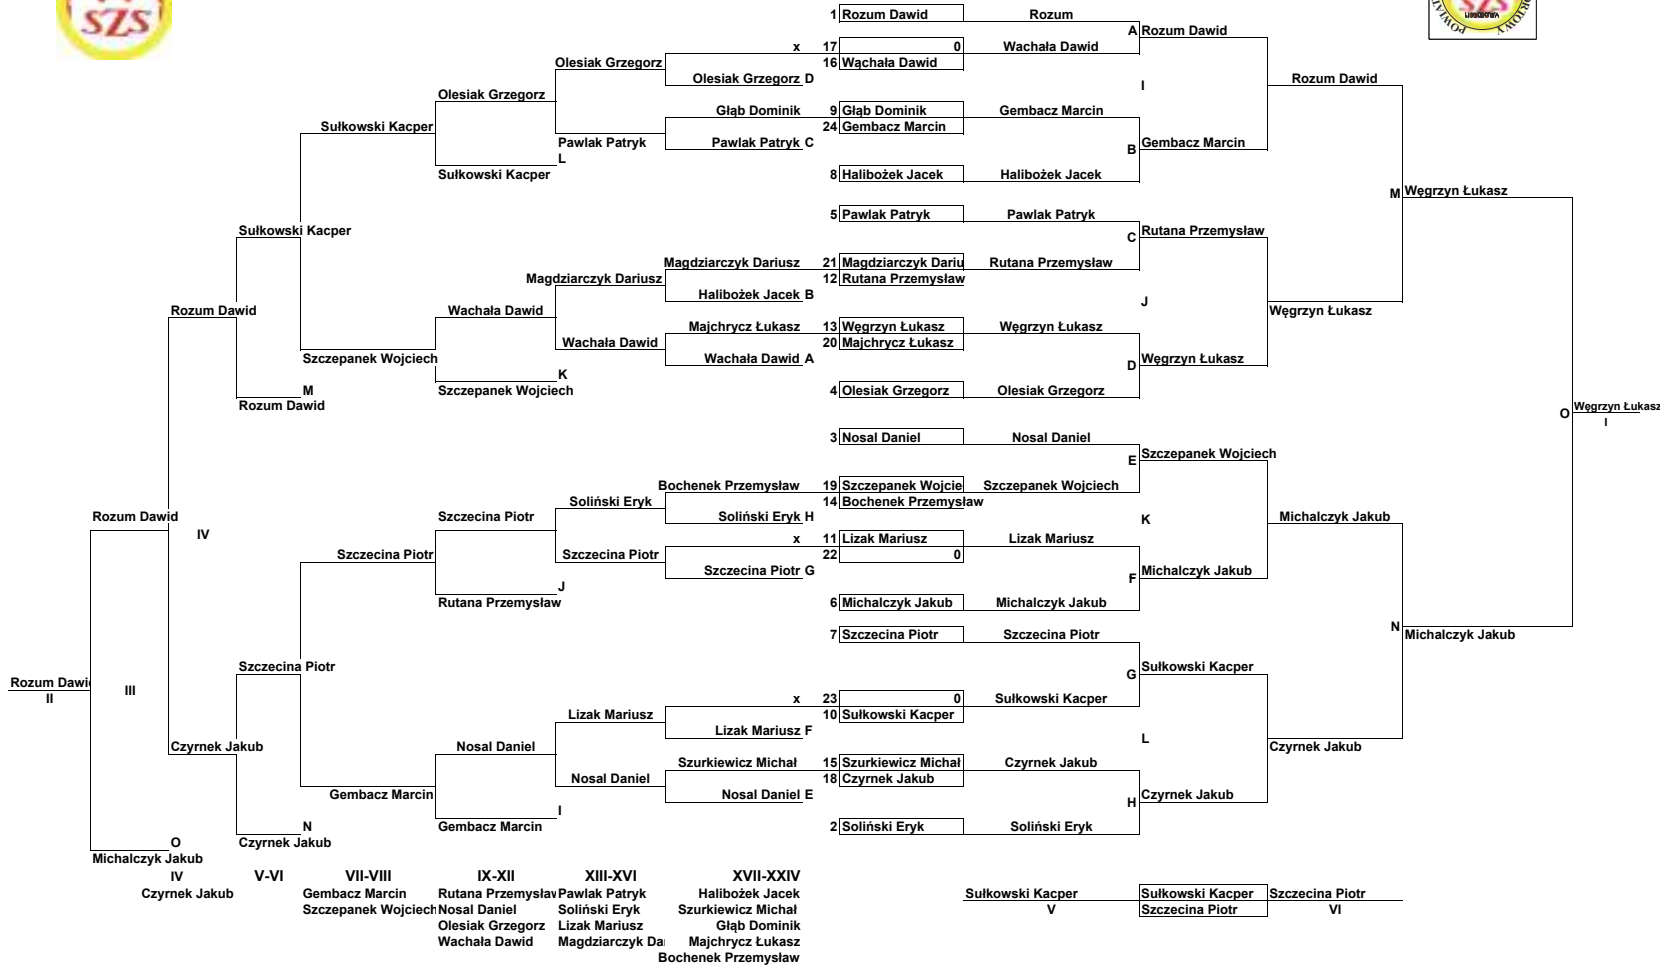 SZS
POWIAT
SZS
ORTOWY
1 Rozum Dawid Rozum
A Rozum Dawid
x 17 0 Wachała Dawid
Olesiak Grzegorz 16 Wąchała Dawid
Olesiak Grzegorz D Rozum Dawid
I
Olesiak Grzegorz
Głąb Dominik 9 Głąb Dominik Gembacz Marcin
Sułkowski Kacper 24 Gembacz Marcin
Pawlak Patryk Pawlak Patryk C B Gembacz Marcin
L
Sułkowski Kacper 8 Halibożek Jacek Halibożek Jacek
M Węgrzyn Łukasz
5 Pawlak Patryk Pawlak Patryk
Sułkowski Kacper C Rutana Przemysław
Magdziarczyk Dariusz 21 Magdziarczyk Dariu Rutana Przemysław
Magdziarczyk Dariusz 12 Rutana Przemysław
Halibożek Jacek B J
Rozum Dawid Wachała Dawid Węgrzyn Łukasz
Majchrycz Łukasz 13 Węgrzyn Łukasz Węgrzyn Łukasz
Wachała Dawid 20 Majchrycz Łukasz
Szczepanek Wojciech Wachała Dawid A D Węgrzyn Łukasz
K
M Szczepanek Wojciech 4 Olesiak Grzegorz Olesiak Grzegorz
Rozum Dawid O Węgrzyn Łukasz
I
3 Nosal Daniel Nosal Daniel
E Szczepanek Wojciech
Bochenek Przemysław 19 Szczepanek Wojcie Szczepanek Wojciech
Soliński Eryk 14 Bochenek Przemysław
Rozum Dawid Szczecina Piotr Soliński Eryk H K Michalczyk Jakub
IV x 11 Lizak Mariusz Lizak Mariusz
Szczecina Piotr Szczecina Piotr 22 0
Szczecina Piotr G F Michalczyk Jakub
J
Rutana Przemysław 6 Michalczyk Jakub Michalczyk Jakub
N Michalczyk Jakub
7 Szczecina Piotr Szczecina Piotr
Szczecina Piotr G Sułkowski Kacper
Rozum Dawi III
II x 23 0 Sułkowski Kacper
Lizak Mariusz 10 Sułkowski Kacper
Lizak Mariusz F L
Czyrnek Jakub Nosal Daniel Czyrnek Jakub
Szurkiewicz Michał 15 Szurkiewicz Michał Czyrnek Jakub
Nosal Daniel 18 Czyrnek Jakub
Gembacz Marcin Nosal Daniel E H Czyrnek Jakub
I
N Gembacz Marcin 2 Soliński Eryk Soliński Eryk
O Czyrnek Jakub
Michalczyk Jakub
IV V-VI VII-VIII IX-XII XIII-XVI XVII-XXIV
Czyrnek Jakub Gembacz Marcin Rutana Przemysław Pawlak Patryk Halibożek Jacek Sułkowski Kacper Sułkowski Kacper Szczecina Piotr
Szczepanek Wojciech Nosal Daniel Soliński Eryk Szurkiewicz Michał V Szczecina Piotr VI
Olesiak Grzegorz Lizak Mariusz Głąb Dominik
Wachała Dawid Magdziarczyk Da Majchrycz Łukasz
Bochenek Przemysław